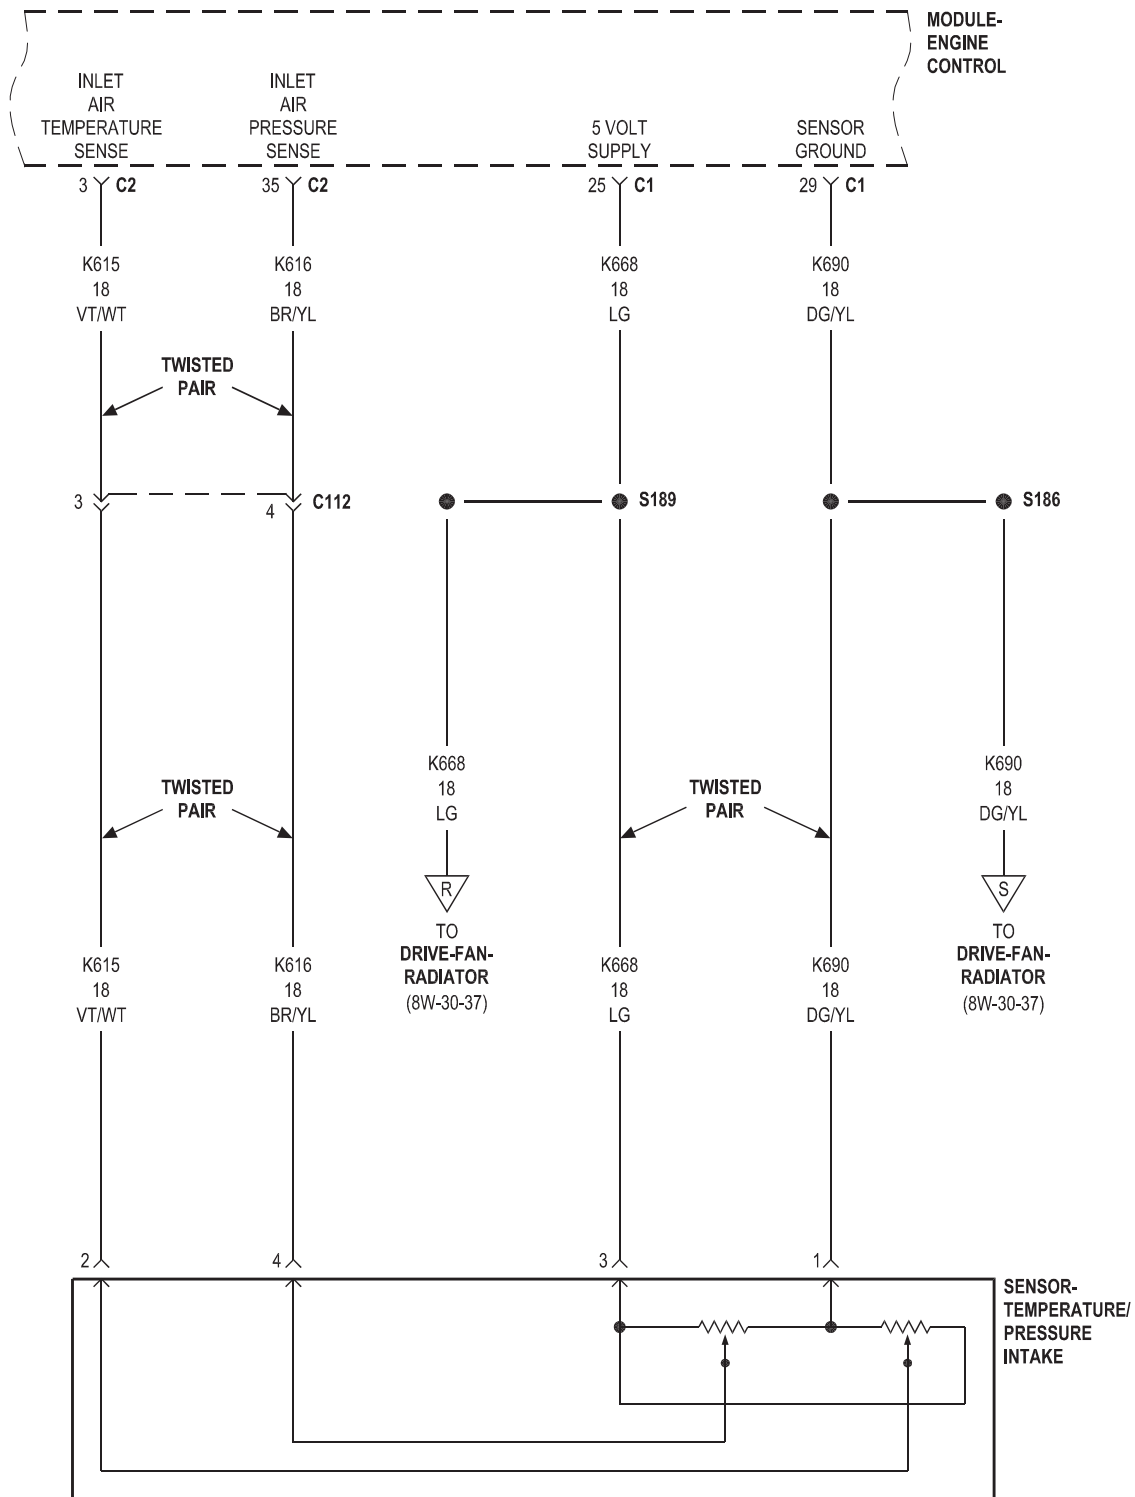 MODULE-
ENGINE
CONTROL
INLET
AIR
TEMPERATURE
SENSE
INLET
AIR
PRESSURE
SENSE
5 VOLT
SUPPLY
SENSOR
GROUND
3 C2
35 C2
25 C1
29 C1
K615
18
VT/WT
K616
18
BR/YL
K668
18
LG
K690
18
DG/YL
TWISTED
PAIR
3
4
C112
S189
S186
K668
18
LG
R
TO
DRIVE-FAN-
RADIATOR
(8W-30-37)
K690
18
DG/YL
S
TO
DRIVE-FAN-
RADIATOR
(8W-30-37)
TWISTED
PAIR
TWISTED
PAIR
K615
18
VT/WT
K616
18
BR/YL
K668
18
LG
K690
18
DG/YL
2
4
3
1
SENSOR-
TEMPERATURE/
PRESSURE
INTAKE